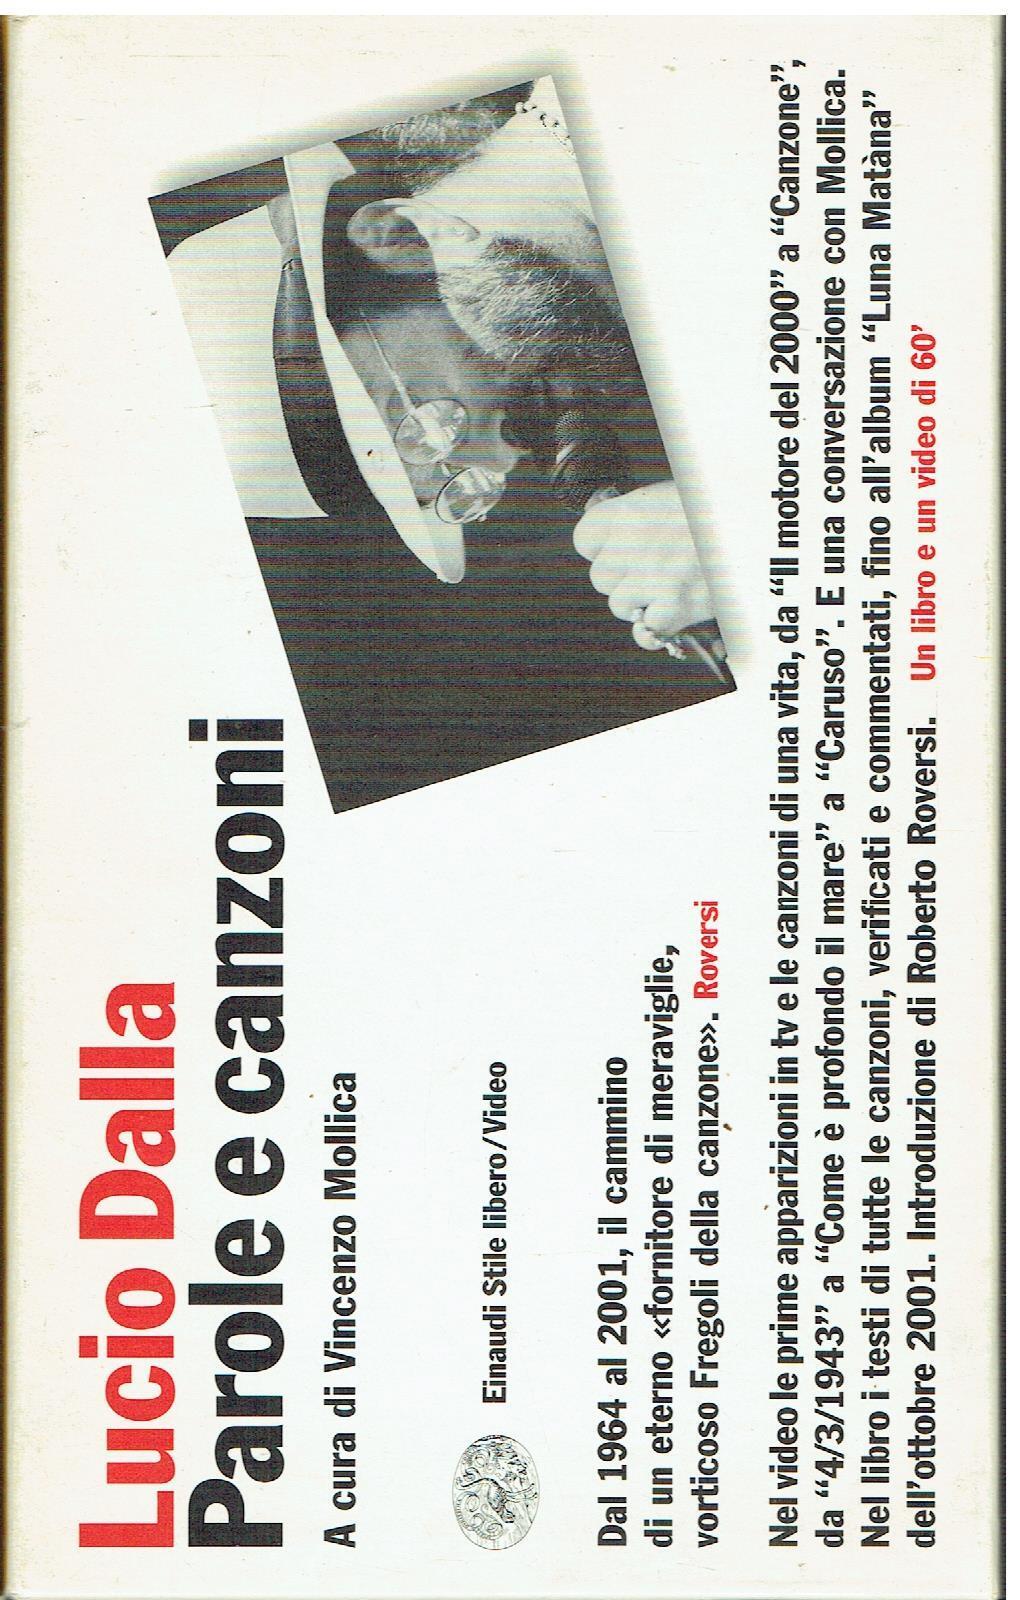 Lucio Dalla
Parole e canzoni
A cura di Vincenzo Mollica
Einaudi Stile libero/Video
Dal 1964 al 2001, il cammino
di un eterno «fornitore di meraviglie,
vorticoso Fregoli della canzone». Roversi
Nel video le prime apparizioni in tv e le canzoni di una vita, da “Il motore del 2000” a “Canzone”,
da “4/3/1943” a “Come è profondo il mare” a “Caruso”. E una conversazione con Mollica.
Nel libro i testi di tutte le canzoni, verificati e commentati, fino all’album “Luna Matàna”
dell’ottobre 2001. Introduzione di Roberto Roversi. Un libro e un video di 60’